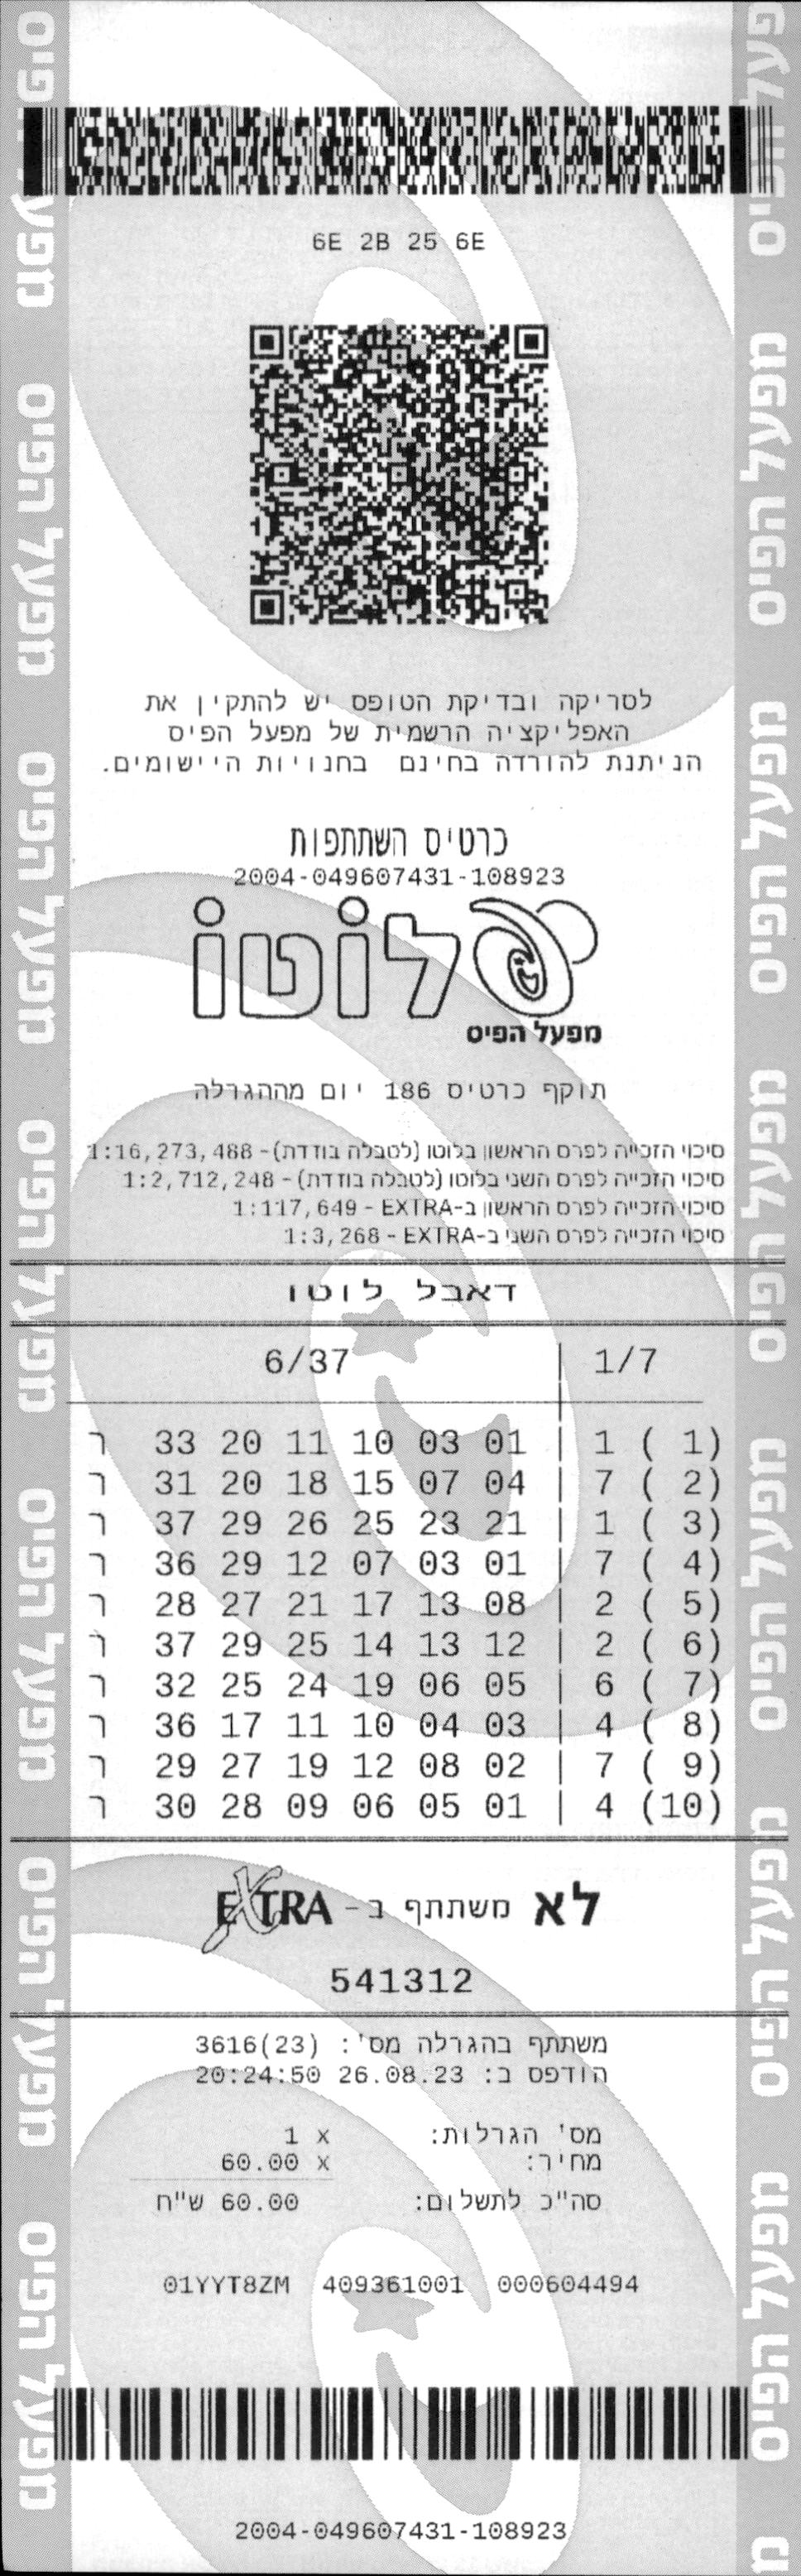 6E 2B 25 6E
לסריקה ובדיקת הטופס יש להתקין את
האפליקציה הרשמית של מפעל הפיס
הניתנת להורדה בחינם בחנויות היישומים.
כרטיס השתתפות
2004-049607431-108923
לוטו
מפעל הפיס
תוקף כרטיס 186 יום מההגרלה
סיכוי הזכייה לפרס הראשון בלוטו (לטבלה בודדת)- 1:16,273,488
סיכוי הזכייה לפרס השני בלוטו (לטבלה בודדת)- 1:2,712,248
סיכוי הזכייה לפרס הראשון ב-EXTRA - 1:117,649
סיכוי הזכייה לפרס השני ב-EXTRA - 1:3,268
דאבל לוטו
6/37 | 1/7
ר 33 20 11 10 03 01 | 1 ( 1)
ר 31 20 18 15 07 04 | 7 ( 2)
ר 37 29 26 25 23 21 | 1 ( 3)
ר 36 29 12 07 03 01 | 7 ( 4)
ר 28 27 21 17 13 08 | 2 ( 5)
ר 37 29 25 14 13 12 | 2 ( 6)
ר 32 25 24 19 06 05 | 6 ( 7)
ר 36 17 11 10 04 03 | 4 ( 8)
ר 29 27 19 12 08 02 | 7 ( 9)
ר 30 28 09 06 05 01 | 4 (10)
לא משתתף ב- EXTRA
541312
משתתף בהגרלה מס': 3616(23)
הודפס ב: 26.08.23 20:24:50
מס' הגרלות: x 1
מחיר: x 60.00
סה"כ לתשלום: 60.00 ש"ח
01YYT8ZM 409361001 000604494
2004-049607431-108923
מפעל הפיס
מפעל הפיס